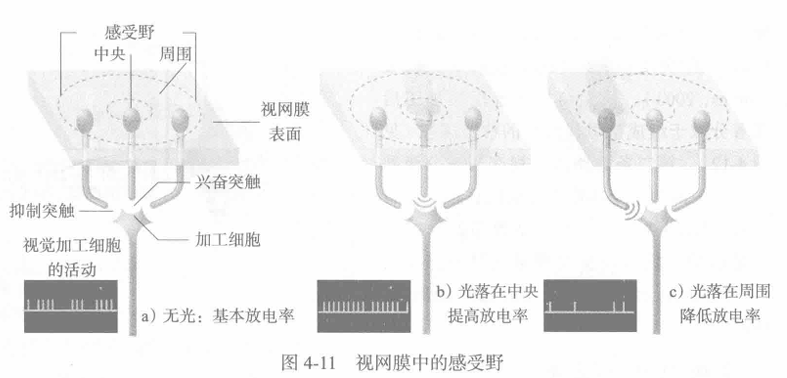 感受野
中央
周围
视网膜
表面
兴奋突触
抑制突触
加工细胞
视觉加工细胞
的活动
a）无光：基本放电率
b）光落在中央
提高放电率
c）光落在周围
降低放电率
图 4-11　视网膜中的感受野